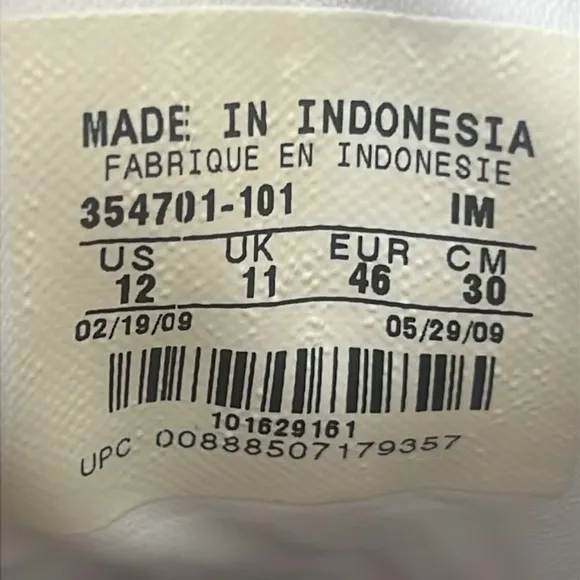 MADE IN INDONESIA
FABRIQUE EN INDONESIE
354701-101 IM
US UK EUR CM
12 11 46 30
02/19/09 05/29/09
101629161
UPC 00888507179357